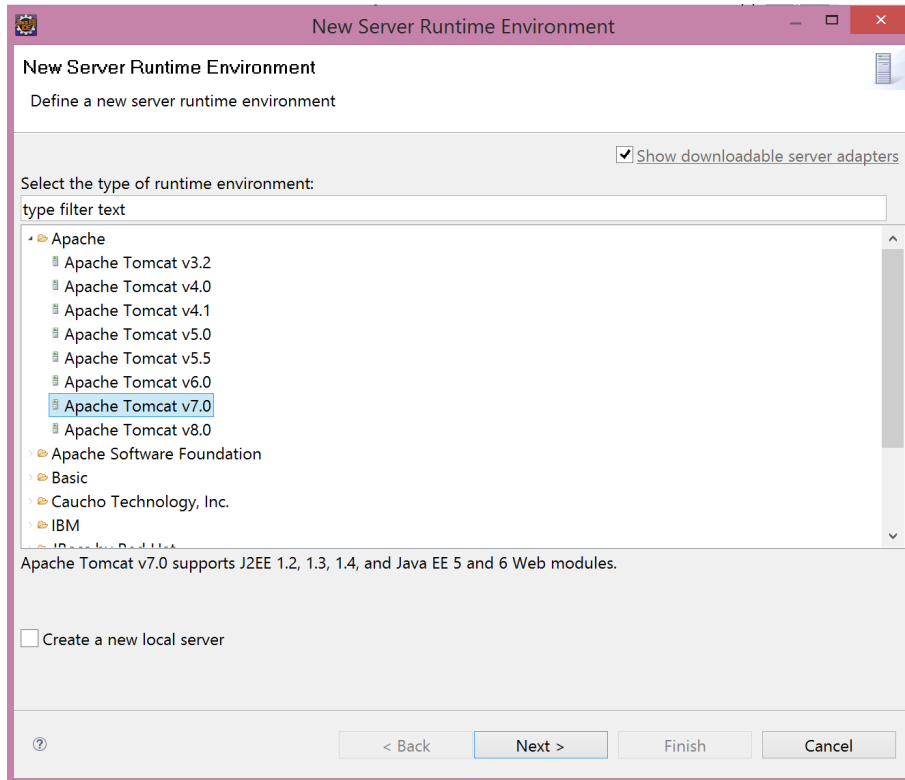 New Server Runtime Environment
New Server Runtime Environment
Define a new server runtime environment
Show downloadable server adapters
Select the type of runtime environment:
type filter text
Apache
Apache Tomcat v3.2
Apache Tomcat v4.0
Apache Tomcat v4.1
Apache Tomcat v5.0
Apache Tomcat v5.5
Apache Tomcat v6.0
Apache Tomcat v7.0
Apache Tomcat v8.0
Apache Software Foundation
Basic
Caucho Technology, Inc.
IBM
JBoss by Red Hat
Apache Tomcat v7.0 supports J2EE 1.2, 1.3, 1.4, and Java EE 5 and 6 Web modules.
Create a new local server
? < Back Next > Finish Cancel